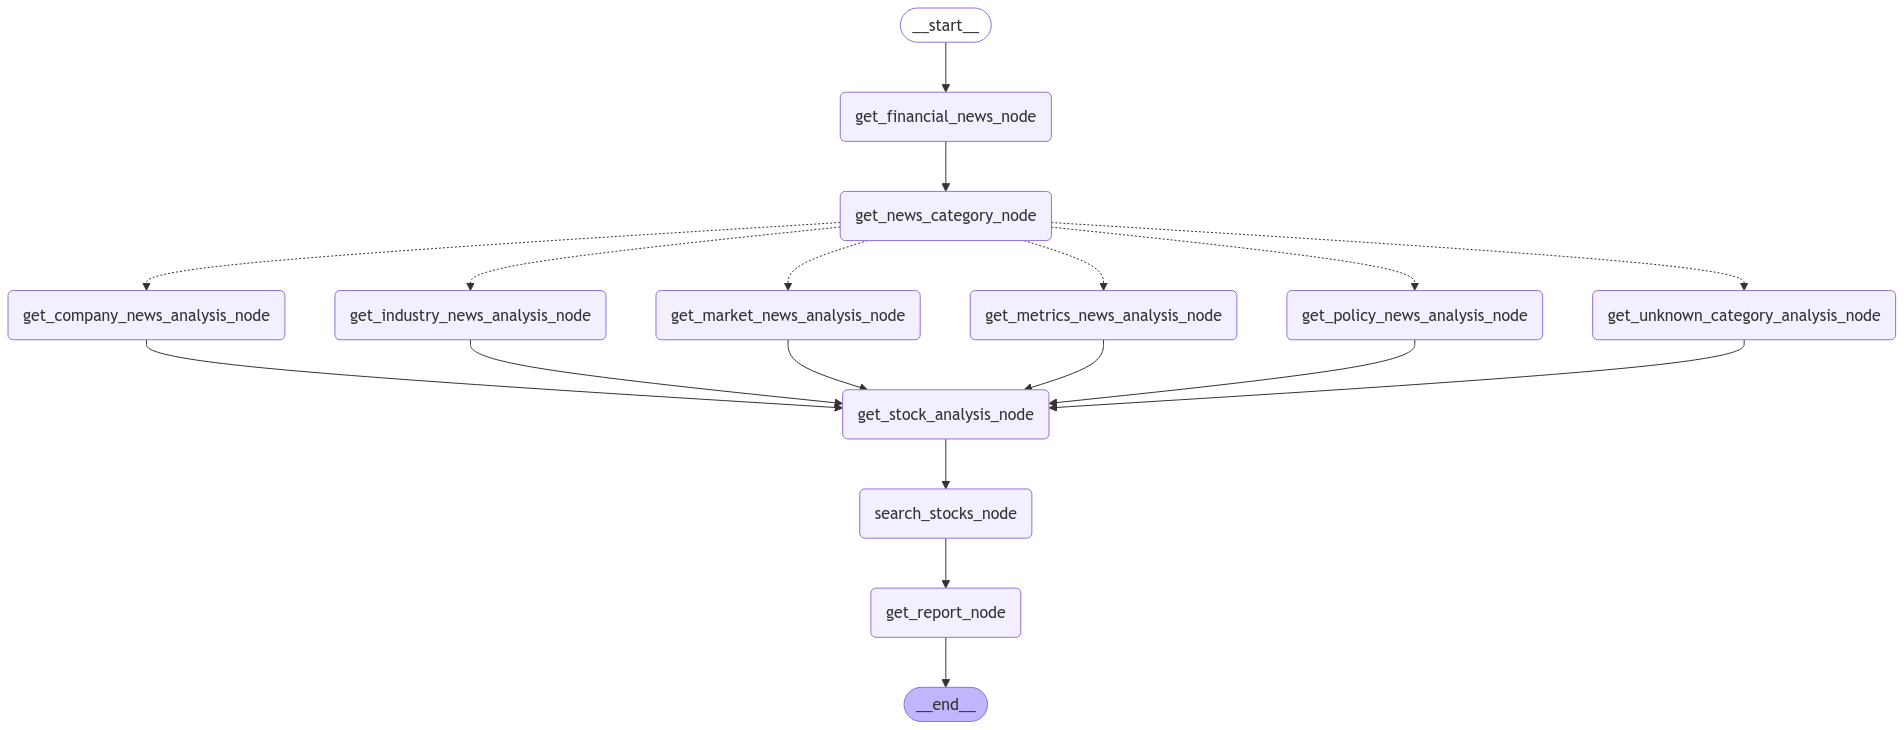 __start__
get_financial_news_node
get_news_category_node
get_company_news_analysis_node
get_industry_news_analysis_node
get_market_news_analysis_node
get_metrics_news_analysis_node
get_policy_news_analysis_node
get_unknown_category_analysis_node
get_stock_analysis_node
search_stocks_node
get_report_node
__end__